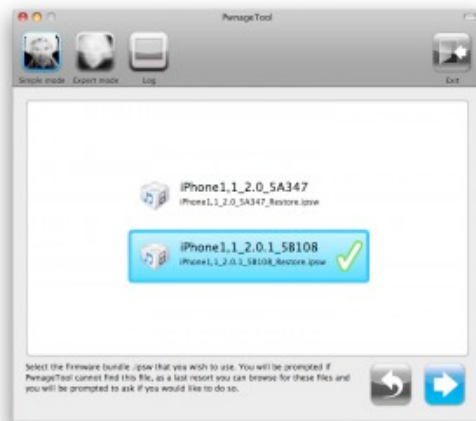 PwnageTool
Simple mode Expert mode Log Exit
iPhone1,1_2.0_5A347
iPhone1,1_2.0_5A347_Restore.ipsw
iPhone1,1_2.0.1_5B108
iPhone1,1_2.0.1_5B108_Restore.ipsw
Select the firmware bundle .ipsw that you wish to use. You will be prompted if
PwnageTool cannot find this file, as a last resort you can browse for these files and
you will be prompted to ask if you would like to do so.